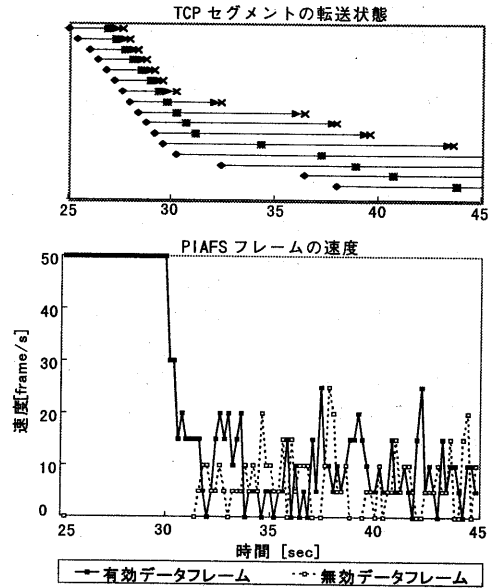 TCP セグメントの転送状態
25 30 35 40 45
PIAFS フレームの速度
50
40
30
20
10
0
速度[frame/s]
25 30 35 40 45
時間 [sec]
有効データフレーム 無効データフレーム